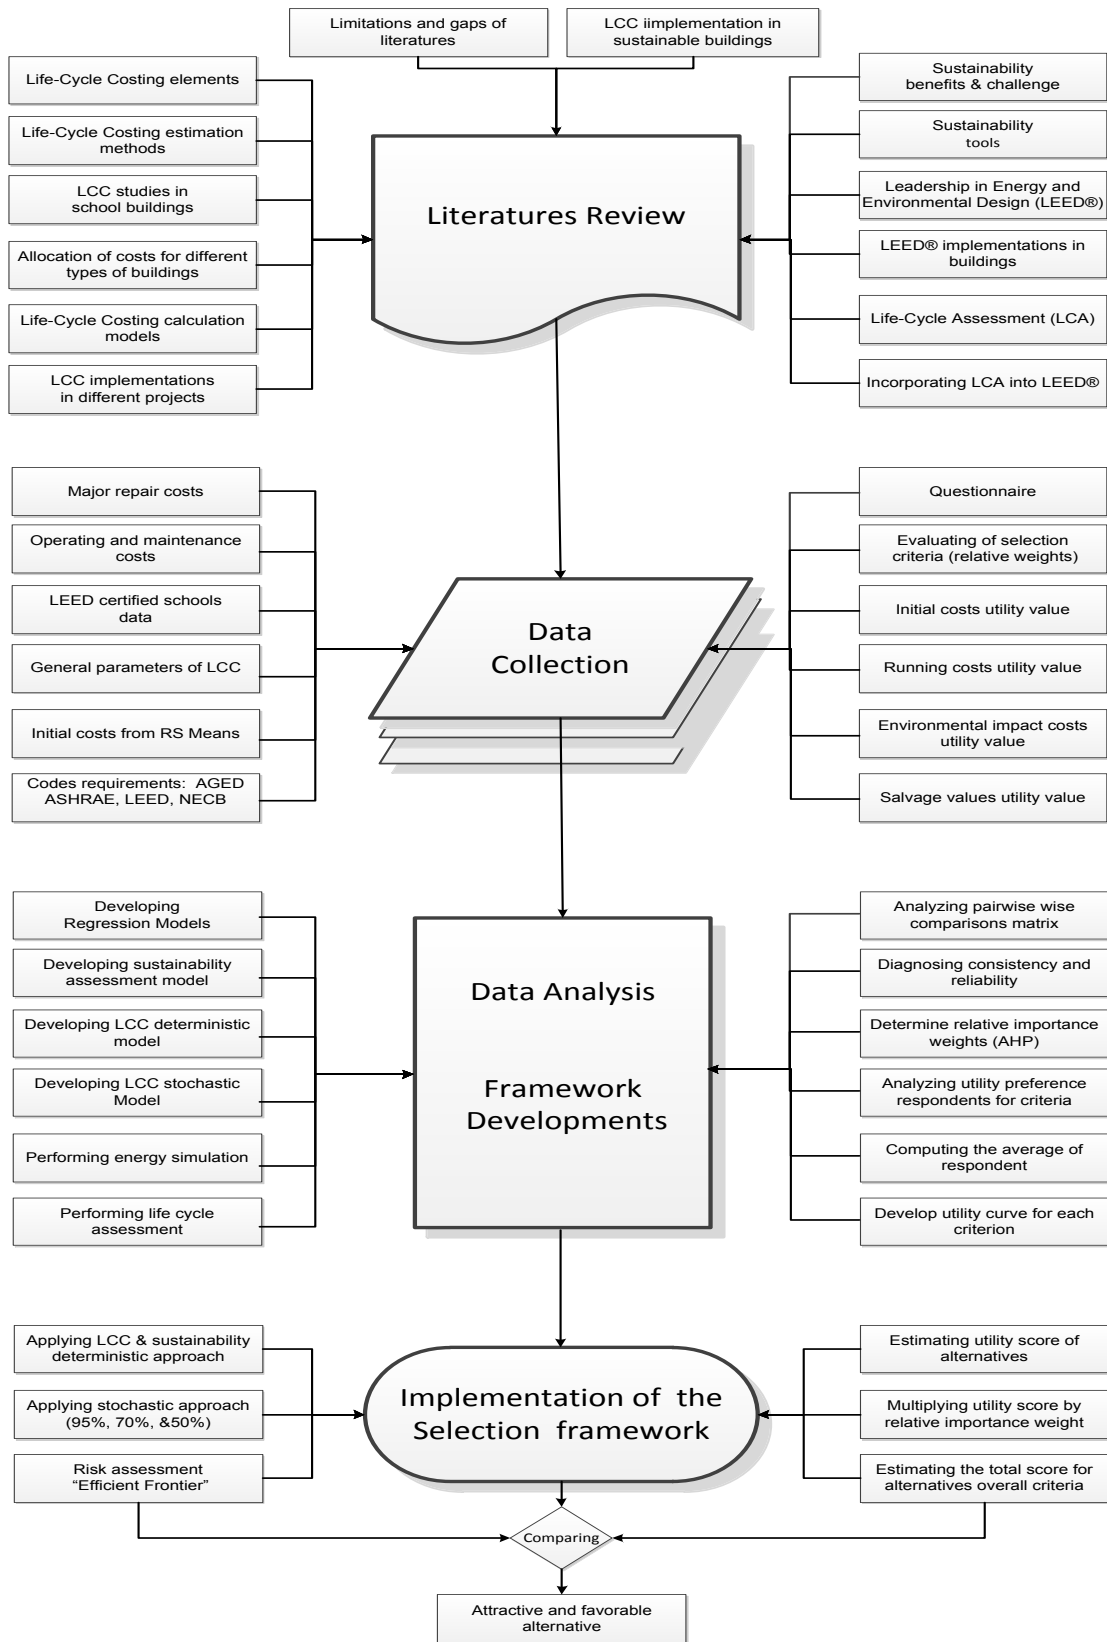 Limitations and gaps of
literatures
LCC iimplementation in
sustainable buildings
Life-Cycle Costing elements
Life-Cycle Costing estimation
methods
LCC studies in
school buildings
Allocation of costs for different
types of buildings
Life-Cycle Costing calculation
models
LCC implementations
in different projects
Literatures Review
Sustainability
benefits & challenge
Sustainability
tools
Leadership in Energy and
Environmental Design (LEED®)
LEED® implementations in
buildings
Life-Cycle Assessment (LCA)
Incorporating LCA into LEED®
Major repair costs
Operating and maintenance
costs
LEED certified schools
data
General parameters of LCC
Initial costs from RS Means
Codes requirements: AGED
ASHRAE, LEED, NECB
Data
Collection
Questionnaire
Evaluating of selection
criteria (relative weights)
Initial costs utility value
Running costs utility value
Environmental impact costs
utility value
Salvage values utility value
Developing
Regression Models
Developing sustainability
assessment model
Developing LCC deterministic
model
Developing LCC stochastic
Model
Performing energy simulation
Performing life cycle
assessment
Data Analysis
Framework
Developments
Analyzing pairwise wise
comparisons matrix
Diagnosing consistency and
reliability
Determine relative importance
weights (AHP)
Analyzing utility preference
respondents for criteria
Computing the average of
respondent
Develop utility curve for each
criterion
Applying LCC & sustainability
deterministic approach
Applying stochastic approach
(95%, 70%, &50%)
Risk assessment
“Efficient Frontier”
Implementation of the
Selection framework
Estimating utility score of
alternatives
Multiplying utility score by
relative importance weight
Estimating the total score for
alternatives overall criteria
Comparing
Attractive and favorable
alternative